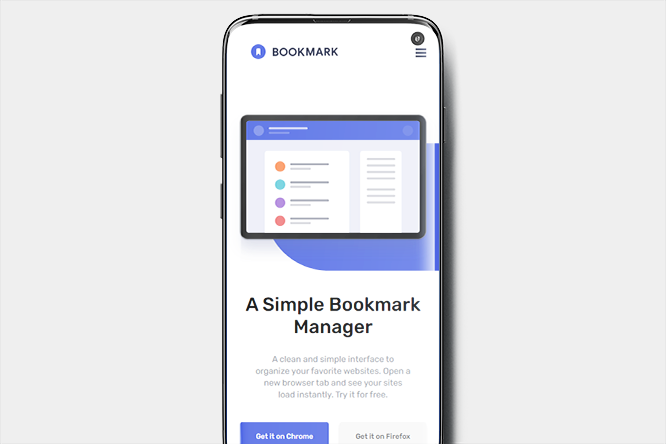 BOOKMARK
A Simple Bookmark
Manager
A clean and simple interface to
organize your favorite websites. Open a
new browser tab and see your sites
load instantly. Try it for free.
Get it on Chrome
Get it on Firefox